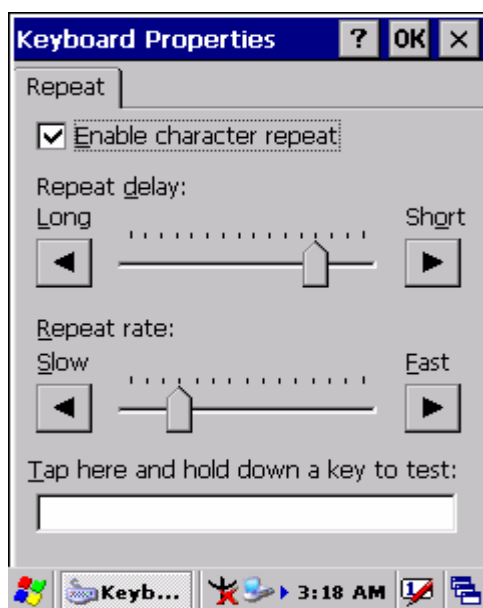 Keyboard Properties ? OK ×
Repeat
Enable character repeat
Repeat delay:
Long Short
Repeat rate:
Slow Fast
Tap here and hold down a key to test:
Keyb... 3:18 AM